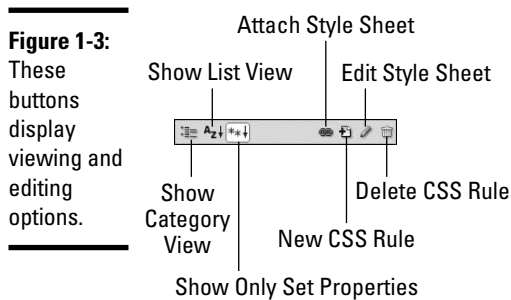 Figure 1-3:
These
buttons
display
viewing and
editing
options.
Attach Style Sheet
Show List View
Edit Style Sheet
Az
**
Show
Category
View
Delete CSS Rule
New CSS Rule
Show Only Set Properties